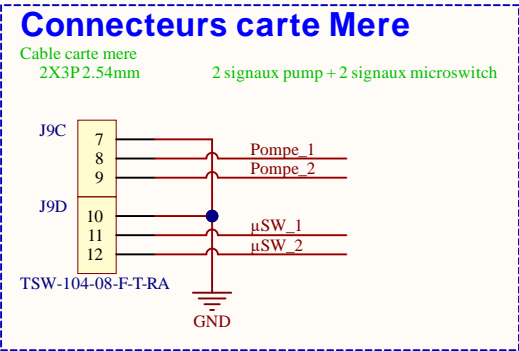 Connecteurs carte Mere
Cable carte mere
2X3P 2.54mm 2 signaux pump + 2 signaux microswitch
J9C
7
8 Pompe_1
9 Pompe_2
J9D
10
11 µSW_1
12 µSW_2
TSW-104-08-F-T-RA
GND